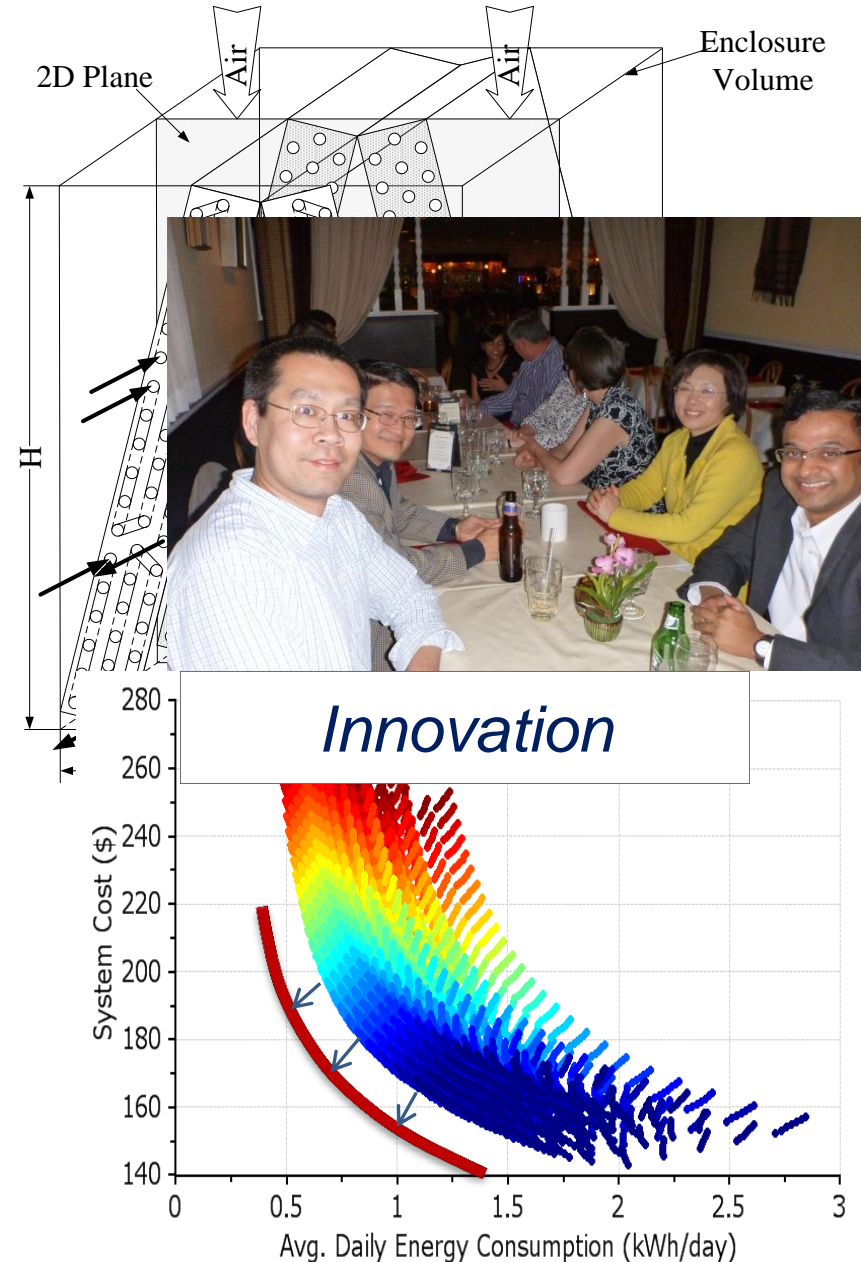 Air
Air
Enclosure
Volume
2D Plane
H
Innovation
280
260
240
220
200
180
160
140
System Cost ($)
0 0.5 1 1.5 2 2.5 3
Avg. Daily Energy Consumption (kWh/day)